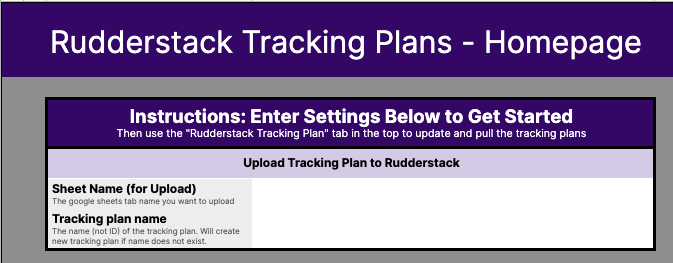 Rudderstack Tracking Plans - Homepage
Instructions: Enter Settings Below to Get Started
Then use the "Rudderstack Tracking Plan" tab in the top to update and pull the tracking plans
Upload Tracking Plan to Rudderstack
Sheet Name (for Upload)
The google sheets tab name you want to upload
Tracking plan name
The name (not ID) of the tracking plan. Will create
new tracking plan if name does not exist.